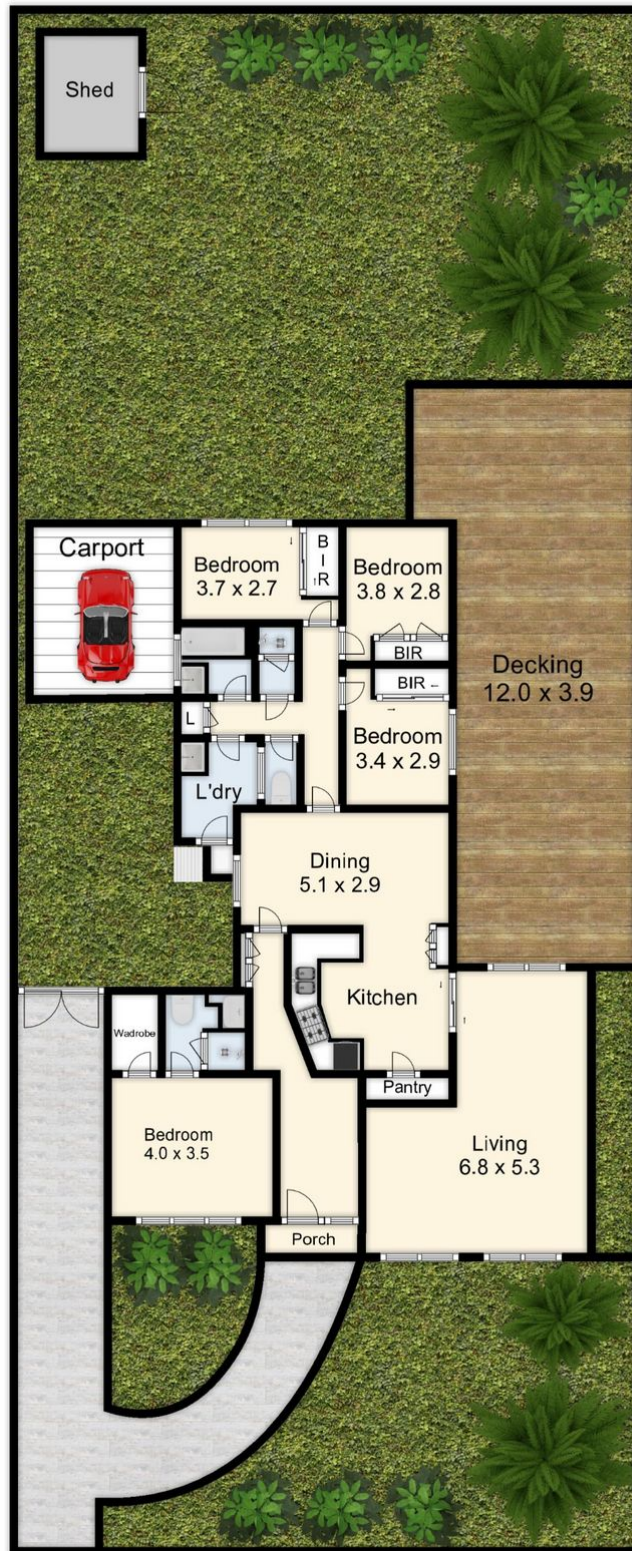 Shed
Carport
Bedroom
3.7 x 2.7
B
I
↑R
Bedroom
3.8 x 2.8
BIR
Decking
12.0 x 3.9
BIR ←
L
Bedroom
3.4 x 2.9
L'dry
Dining
5.1 x 2.9
Kitchen
Wadrobe
Pantry
Bedroom
4.0 x 3.5
Living
6.8 x 5.3
Porch